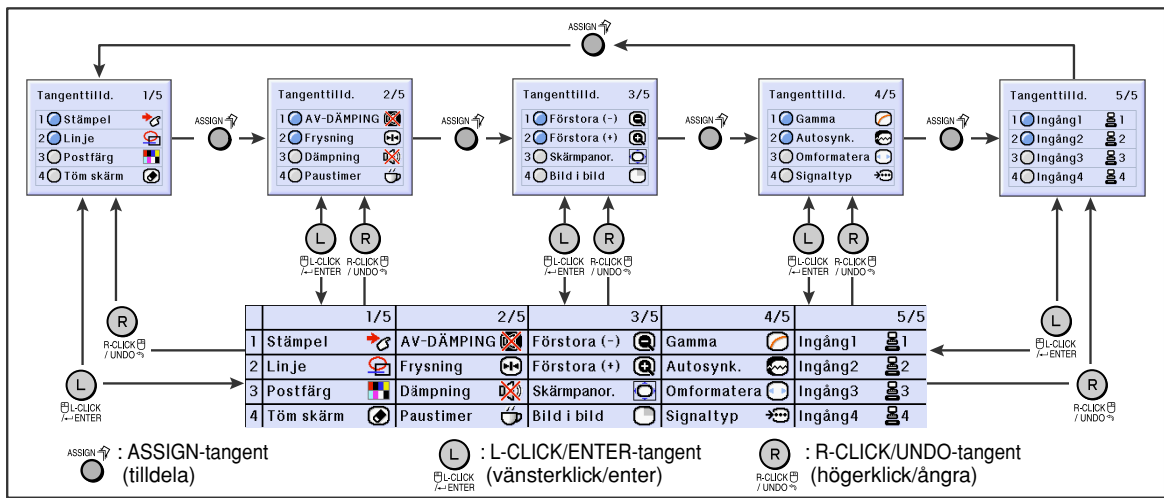 ASSIGN
Tangenttilld. 1/5
1 Stämpel
2 Linje
3 Postfärg
4 Töm skärm
ASSIGN
Tangenttilld. 2/5
1 AV-DÄMPING
2 Frysning
3 Dämpning
4 Paustimer
ASSIGN
Tangenttilld. 3/5
1 Förstora (-)
2 Förstora (+)
3 Skärmpanor.
4 Bild i bild
ASSIGN
Tangenttilld. 4/5
1 Gamma
2 Autosynk.
3 Omformatera
4 Signaltyp
ASSIGN
Tangenttilld. 5/5
1 Ingång1 1
2 Ingång2 2
3 Ingång3 3
4 Ingång4 4
L
L-CLICK
/ ENTER
R
R-CLICK
/ UNDO
L
L-CLICK
/ ENTER
R
R-CLICK
/ UNDO
L
L-CLICK
/ ENTER
R
R-CLICK
/ UNDO
R
R-CLICK
/ UNDO
L
L-CLICK
/ ENTER
L
L-CLICK
/ ENTER
R
R-CLICK
/ UNDO
1/5 2/5 3/5 4/5 5/5
1 Stämpel AV-DÄMPING Förstora (-) Gamma Ingång1 1
2 Linje Frysning Förstora (+) Autosynk. Ingång2 2
3 Postfärg Dämpning Skärmpanor. Omformatera Ingång3 3
4 Töm skärm Paustimer Bild i bild Signaltyp Ingång4 4
ASSIGN : ASSIGN-tangent
(tilldela)
L : L-CLICK/ENTER-tangent
L-CLICK
/ ENTER (vänsterklick/enter)
R : R-CLICK/UNDO-tangent
R-CLICK
/ UNDO (högerklick/ångra)